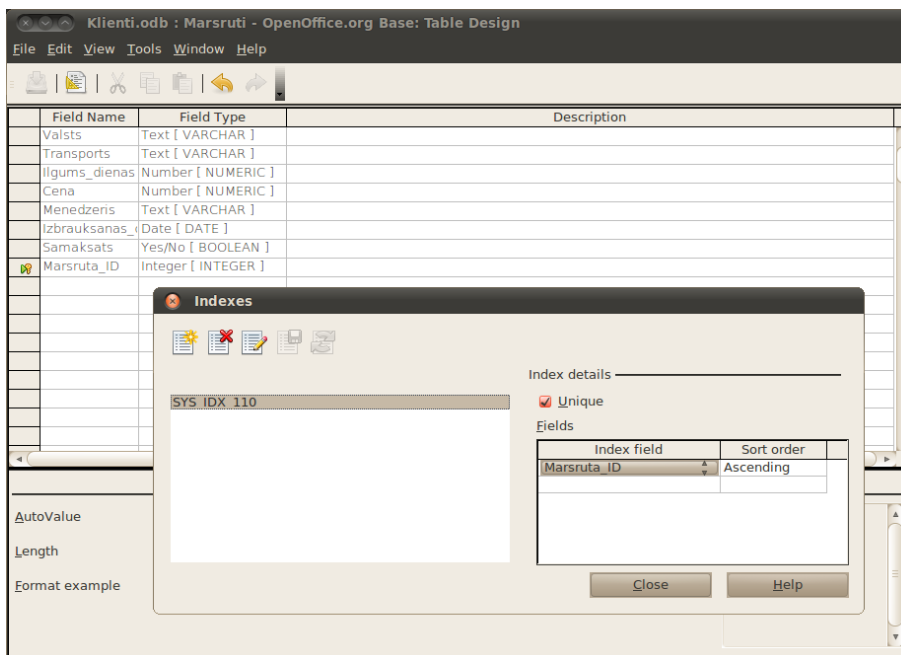 Klienti.odb : Marsruti - OpenOffice.org Base: Table Design
File Edit View Tools Window Help
Field Name Field Type Description
Valsts Text [ VARCHAR ]
Transports Text [ VARCHAR ]
Ilgums_dienas Number [ NUMERIC ]
Cena Number [ NUMERIC ]
Menedzeris Text [ VARCHAR ]
Izbrauksanas_ Date [ DATE ]
Samaksats Yes/No [ BOOLEAN ]
Marsruta_ID Integer [ INTEGER ]
Indexes
Index details
SYS_IDX_110
Unique
Fields
Index field Sort order
Marsruta_ID Ascending
AutoValue
Length
Format example
Close Help